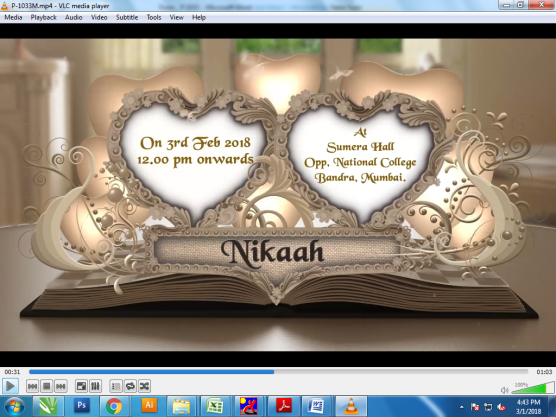 P-1033M.mp4 - VLC media player
Media Playback Audio Video Subtitle Tools View Help
On 3rd Feb 2018
12.00 pm onwards
At
Sumera Hall
Opp, National College
Bandra, Mumbai.
Nikaah
00:31
01:03
100%
Ps
Ai
4:43 PM
3/1/2018